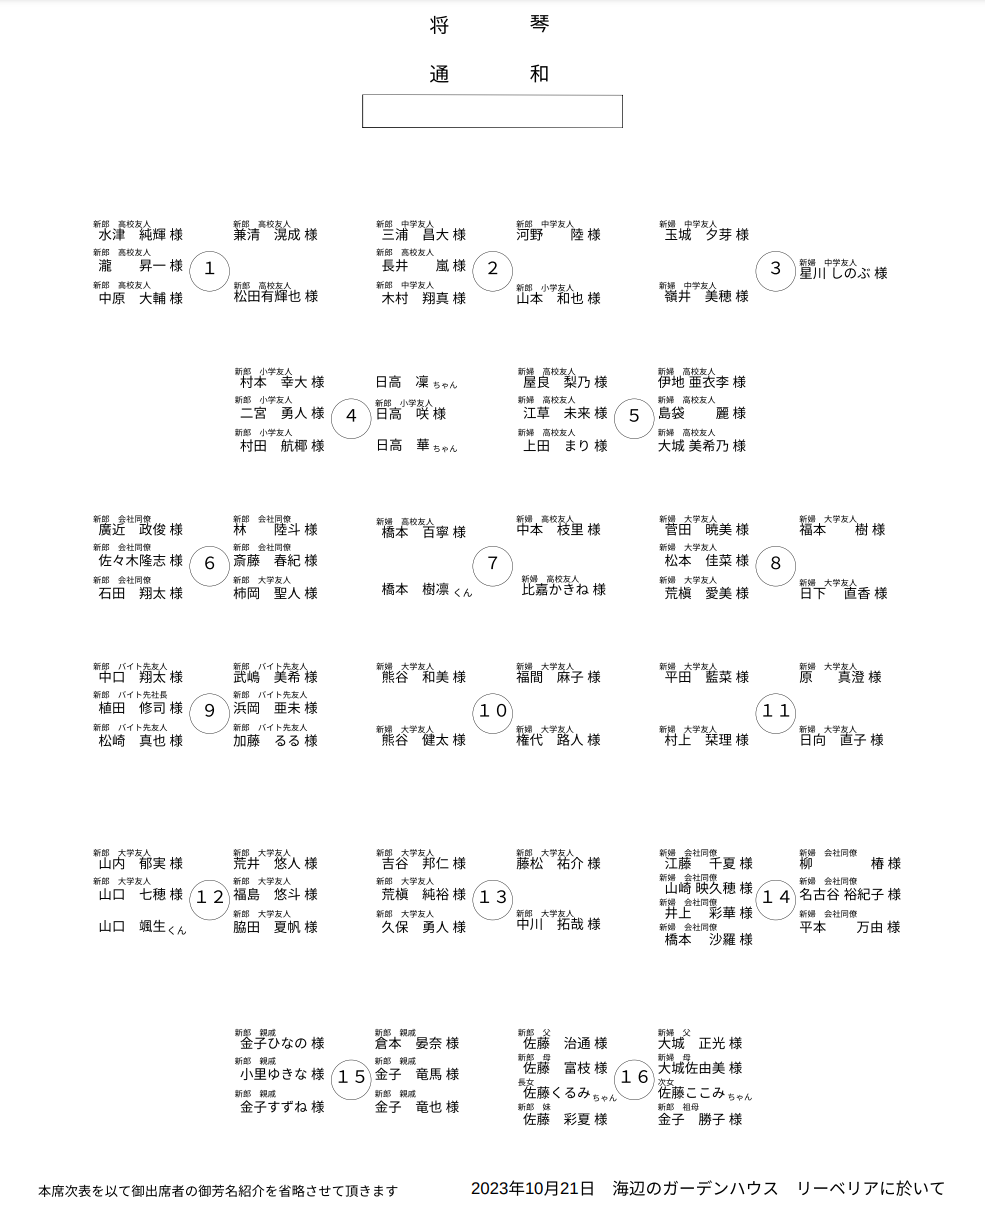 将　琴
通　和
新郎　高校友人　新郎　高校友人
水津　純輝 様　兼清　滉成 様
新郎　高校友人
瀧　　昇一 様　1
新郎　高校友人　新郎　高校友人
中原　大輔 様　松田有輝也 様
新郎　中学友人　新郎　中学友人
三浦　昌大 様　河野　　陸 様
新郎　高校友人
長井　　嵐 様　2
新郎　中学友人　新郎　小学友人
木村　翔真 様　山本　和也 様
新婦　中学友人
玉城　夕芽 様
新婦　中学友人
3　星川 しのぶ 様
新婦　中学友人
嶺井　美穂 様
新郎　小学友人
村本　幸大 様　日高　凜 ちゃん
新郎　小学友人　新郎　小学友人
二宮　勇人 様　4　日高　咲 様
新郎　小学友人
村田　航梛 様　日高　華 ちゃん
新婦　高校友人　新婦　高校友人
屋良　梨乃 様　伊地 亜衣李 様
新婦　高校友人　新婦　高校友人
江草　未来 様　5　島袋　　麗 様
新婦　高校友人　新婦　高校友人
上田　まり 様　大城 美希乃 様
新郎　会社同僚　新郎　会社同僚
廣近　政俊 様　林　　陸斗 様
新郎　会社同僚　新郎　会社同僚
佐々木隆志 様　6　斎藤　春紀 様
新郎　会社同僚　新郎　大学友人
石田　翔太 様　柿岡　聖人 様
新婦　高校友人　新婦　高校友人
橋本　百寧 様　中本　枝里 様
7
新婦　高校友人
橋本　樹凛 くん　比嘉かきね 様
新婦　大学友人　新婦　大学友人
菅田　暁美 様　福本　　樹 様
新婦　大学友人
松本　佳菜 様　8
新婦　大学友人　新婦　大学友人
荒槇　愛美 様　日下　直香 様
新郎　バイト先友人　新郎　バイト先友人
中口　翔太 様　武嶋　美希 様
新郎　バイト先社長　新郎　バイト先友人
植田　修司 様　9　浜岡　亜未 様
新郎　バイト先友人　新郎　バイト先友人
松崎　真也 様　加藤　るる 様
新婦　大学友人　新婦　大学友人
熊谷　和美 様　福間　麻子 様
10
新婦　大学友人　新婦　大学友人
熊谷　健太 様　権代　路人 様
新婦　大学友人　新婦　大学友人
平田　藍菜 様　原　　真澄 様
11
新婦　大学友人　新婦　大学友人
村上　栞理 様　日向　直子 様
新郎　大学友人　新郎　大学友人
山内　郁実 様　荒井　悠人 様
新郎　大学友人　新郎　大学友人
山口　七穂 様　12　福島　悠斗 様
新郎　大学友人
山口　颯生 くん　脇田　夏帆 様
新郎　大学友人　新郎　大学友人
吉谷　邦仁 様　藤松　祐介 様
新郎　大学友人
荒槇　純裕 様　13
新郎　大学友人　新郎　大学友人
久保　勇人 様　中川　拓哉 様
新婦　会社同僚　新婦　会社同僚
江藤　千夏 様　柳　　椿 様
新婦　会社同僚　新婦　会社同僚
山崎 映久穂 様　14　名古谷 裕紀子 様
新婦　会社同僚　新婦　会社同僚
井上　彩華 様　平本　万由 様
新婦　会社同僚
橋本　沙羅 様
新郎　親戚　新郎　親戚
金子ひなの 様　倉本　晏奈 様
新郎　親戚　新郎　親戚
小里ゆきな 様　15　金子　竜馬 様
新郎　親戚　新郎　親戚
金子すずね 様　金子　竜也 様
新郎　父　新婦　父
佐藤　治通 様　大城　正光 様
新郎　母　新婦　母
佐藤　富枝 様　16　大城佐由美 様
長女　次女
佐藤くるみ ちゃん　佐藤ここみ ちゃん
新郎　妹　新郎　祖母
佐藤　彩夏 様　金子　勝子 様
本席次表を以て御出席者の御芳名紹介を省略させて頂きます　2023年10月21日　海辺のガーデンハウス　リーベリアに於いて